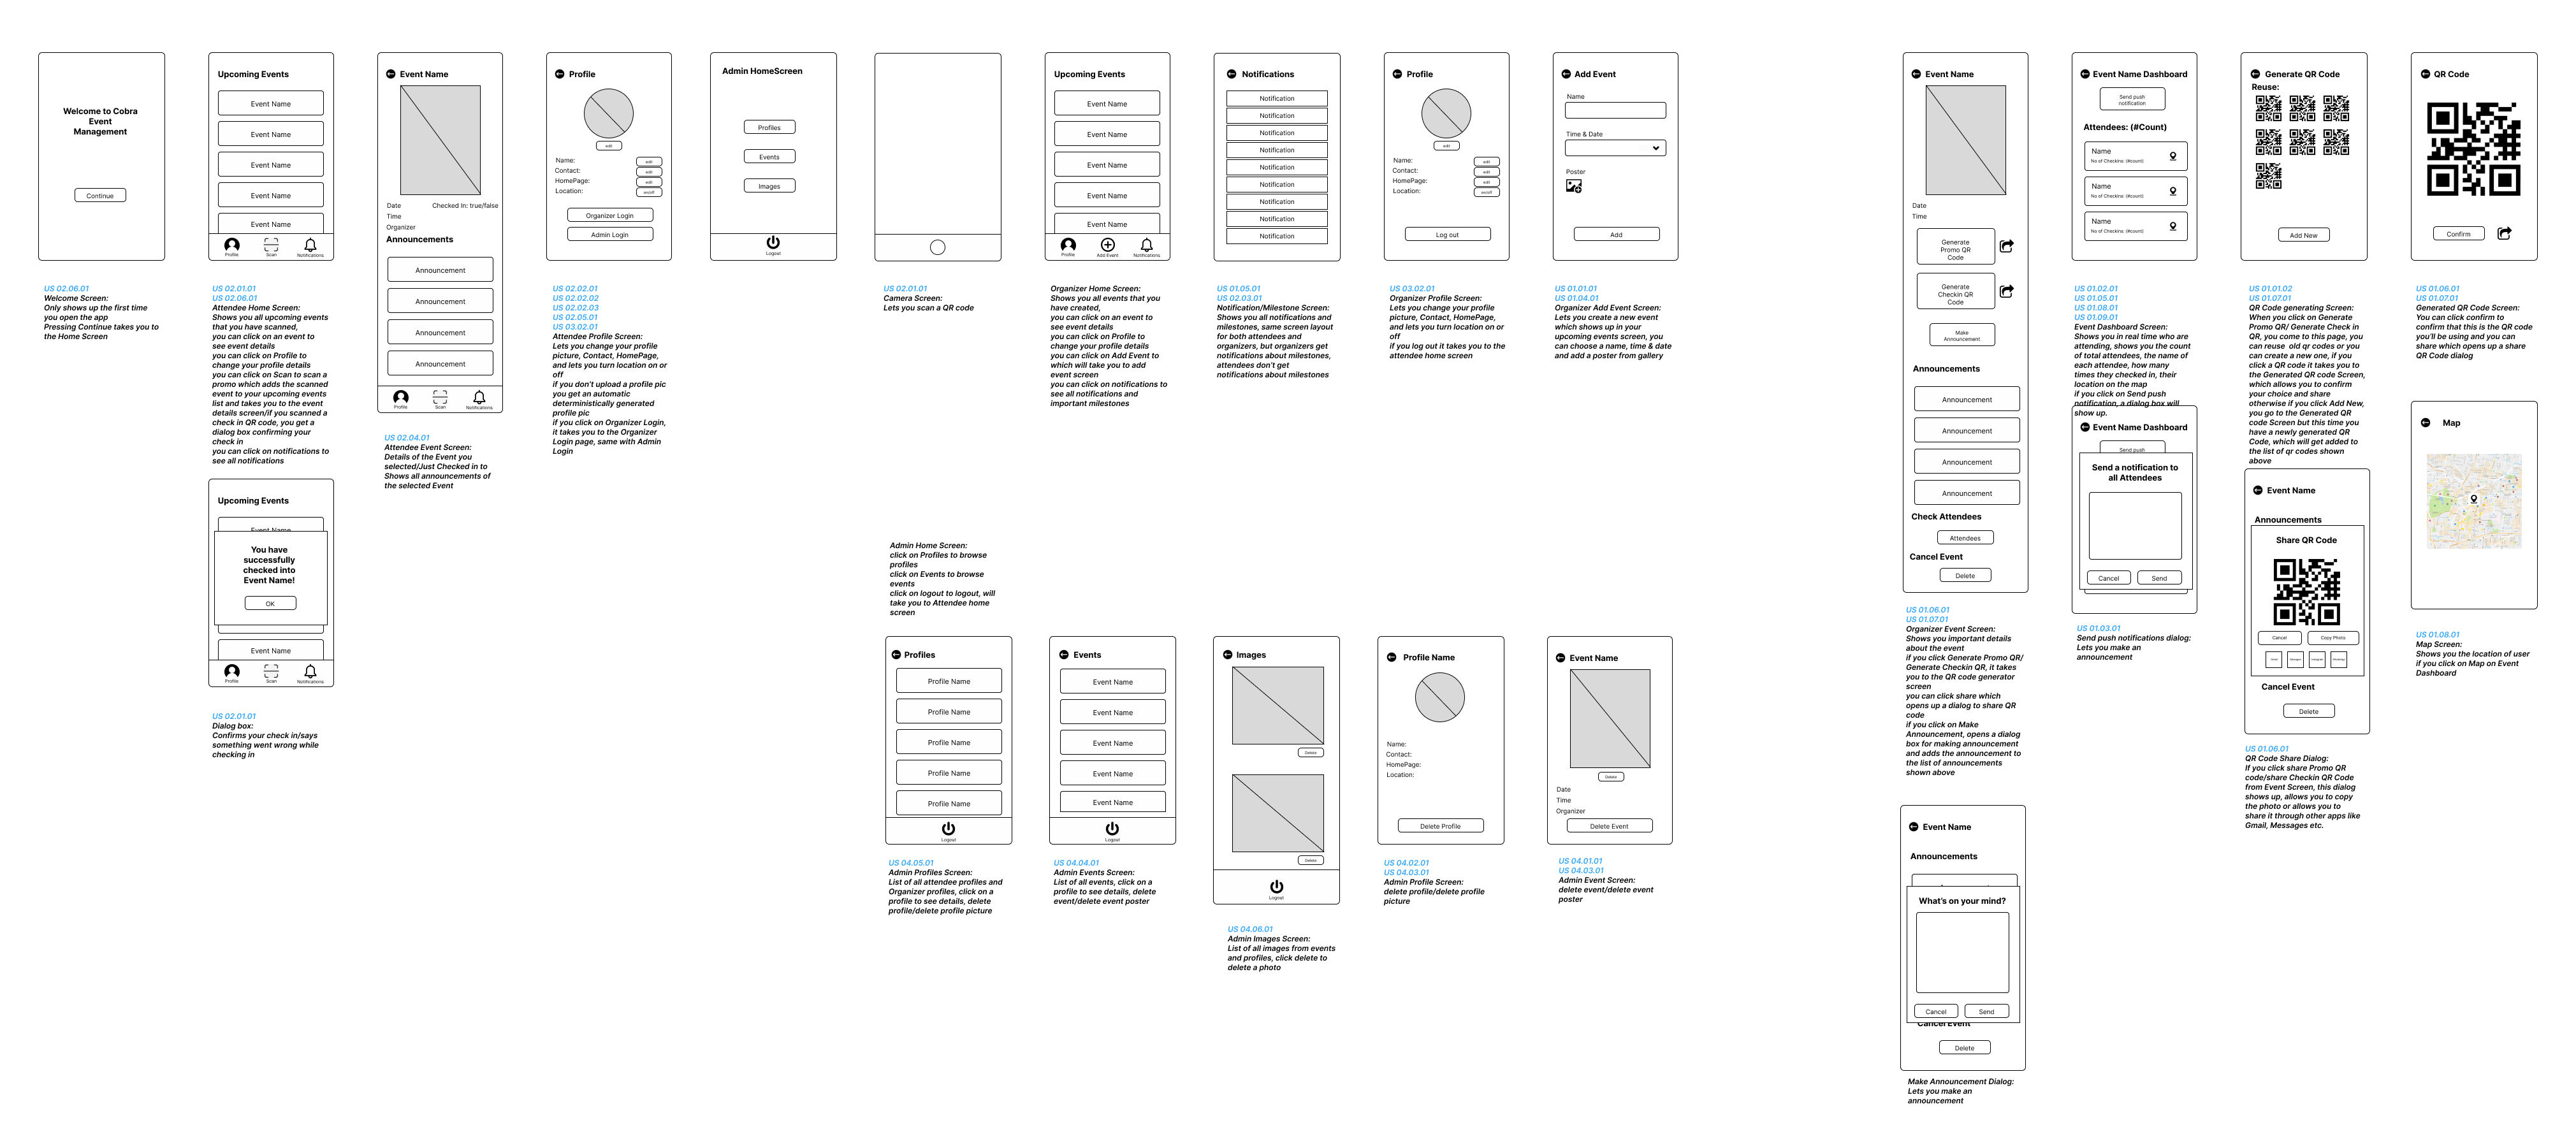 Welcome to Cobra
Event
Management
Continue
US 02.06.01
Welcome Screen:
Only shows up the first time
you open the app
Pressing Continue takes you to
the Home Screen
Upcoming Events
Event Name
Event Name
Event Name
Event Name
Event Name
Profile
Scan
Notifications
US 02.01.01
US 02.06.01
Attendee Home Screen:
Shows you all upcoming events
that you have scanned,
you can click on an event to
see event details
you can click on Profile to
change your profile details
you can click on Scan to scan a
promo which adds the scanned
event to your upcoming events
list and takes you to the event
details screen/if you scanned a
check in QR code, you get a
dialog box confirming your
check in
you can click on notifications to
see all notifications
Upcoming Events
Event Name
You have
successfully
checked into
Event Name!
OK
Event Name
Profile
Scan
Notifications
US 02.01.01
Dialog box:
Confirms your check in/says
something went wrong while
checking in
Event Name
Date
Checked In: true/false
Time
Organizer
Announcements
Announcement
Announcement
Announcement
Announcement
Profile
Scan
Notifications
US 02.04.01
Attendee Event Screen:
Details of the Event you
selected/Just Checked in to
Shows all announcements of
the selected Event
Profile
edit
Name:
edit
Contact:
edit
HomePage:
edit
Location:
on/off
Organizer Login
Admin Login
US 02.02.01
US 02.02.02
US 02.02.03
US 02.05.01
US 03.02.01
Attendee Profile Screen:
Lets you change your profile
picture, Contact, HomePage,
and lets you turn location on or
off
if you don't upload a profile pic
you get an automatic
deterministically generated
profile pic
if you click on Organizer Login,
it takes you to the Organizer
Login page, same with Admin
Login
Admin HomeScreen
Profiles
Events
Images
Logout
US 02.01.01
Camera Screen:
Lets you scan a QR code
Upcoming Events
Event Name
Event Name
Event Name
Event Name
Event Name
Profile
Add Event
Notifications
Organizer Home Screen:
Shows you all events that you
have created,
you can click on an event to
see event details
you can click on Profile to
change your profile details
you can click on Add Event to
which will take you to add
event screen
you can click on notifications to
see all notifications and
important milestones
Notifications
Notification
Notification
Notification
Notification
Notification
Notification
Notification
Notification
Notification
US 01.05.01
US 02.03.01
Notification/Milestone Screen:
Shows you all notifications and
milestones, same screen layout
for both attendees and
organizers, but organizers get
notifications about milestones,
attendees don't get
notifications about milestones
Profile
edit
Name:
edit
Contact:
edit
HomePage:
edit
Location:
on/off
Log out
US 03.02.01
Organizer Profile Screen:
Lets you change your profile
picture, Contact, HomePage,
and lets you turn location on or
off
if you log out it takes you to the
attendee home screen
Add Event
Name
Time & Date
Poster
Add
US 01.01.01
US 01.04.01
Organizer Add Event Screen:
Lets you create a new event
which shows up in your
upcoming events screen, you
can choose a name, time & date
and add a poster from gallery
Admin Home Screen:
click on Profiles to browse
profiles
click on Events to browse
events
click on logout to logout, will
take you to Attendee home
screen
Profiles
Profile Name
Profile Name
Profile Name
Profile Name
Profile Name
Logout
US 04.05.01
Admin Profiles Screen:
List of all attendee profiles and
Organizer profiles, click on a
profile to see details, delete
profile/delete profile picture
Events
Event Name
Event Name
Event Name
Event Name
Event Name
Logout
US 04.04.01
Admin Events Screen:
List of all events, click on a
profile to see details, delete
event/delete event poster
Images
Delete
Delete
Logout
US 04.06.01
Admin Images Screen:
List of all images from events
and profiles, click delete to
delete a photo
Profile Name
Name:
Contact:
HomePage:
Location:
Delete Profile
US 04.02.01
US 04.03.01
Admin Profile Screen:
delete profile/delete profile
picture
Event Name
Delete
Date
Time
Organizer
Delete Event
US 04.01.01
US 04.03.01
Admin Event Screen:
delete event/delete event
poster
Event Name
Date
Time
Generate
Promo QR
Code
Generate
Checkin QR
Code
Make
Announcement
Announcements
Announcement
Announcement
Announcement
Announcement
Check Attendees
Attendees
Cancel Event
Delete
US 01.06.01
US 01.07.01
Organizer Event Screen:
Shows you important details
about the event
if you click Generate Promo QR/
Generate Checkin QR, it takes
you to the QR code generator
screen
you can click share which
opens up a dialog to share QR
code
if you click on Make
Announcement, opens a dialog
box for making announcement
and adds the announcement to
the list of announcements
shown above
Event Name
Announcements
What's on your mind?
Cancel
Send
Cancel Event
Delete
Make Announcement Dialog:
Lets you make an
announcement
Event Name Dashboard
Send push
notification
Attendees: (#Count)
Name
No of Checkins: (#count)
Name
No of Checkins: (#count)
Name
No of Checkins: (#count)
US 01.02.01
US 01.05.01
US 01.08.01
US 01.09.01
Event Dashboard Screen:
Shows you in real time who are
attending, shows you the count
of total attendees, the name of
each attendee, how many
times they checked in, their
location on the map
if you click on Send push
notification, a dialog box will
show up.
Event Name Dashboard
Send push
Send a notification to
all Attendees
Cancel
Send
US 01.03.01
Send push notifications dialog:
Lets you make an
announcement
Generate QR Code
Reuse:
Add New
US 01.01.02
US 01.07.01
QR Code generating Screen:
When you click on Generate
Promo QR/ Generate Check in
QR, you come to this page, you
can reuse old qr codes or you
can create a new one, if you
click a QR code it takes you to
the Generated QR code Screen,
which allows you to confirm
your choice and share
otherwise if you click Add New,
you go to the Generated QR
code Screen but this time you
have a newly generated QR
Code, which will get added to
the list of qr codes shown
above
Event Name
Announcements
Share QR Code
Cancel
Copy Photo
Cancel Event
Delete
US 01.06.01
QR Code Share Dialog:
If you click share Promo QR
code/share Checkin QR Code
from Event Screen, this dialog
shows up, allows you to copy
the photo or allows you to
share it through other apps like
Gmail, Messages etc.
QR Code
Confirm
US 01.06.01
US 01.07.01
Generated QR Code Screen:
You can click confirm to
confirm that this is the QR code
you'll be using and you can
share which opens up a share
QR Code dialog
Map
US 01.08.01
Map Screen:
Shows you the location of user
if you click on Map on Event
Dashboard